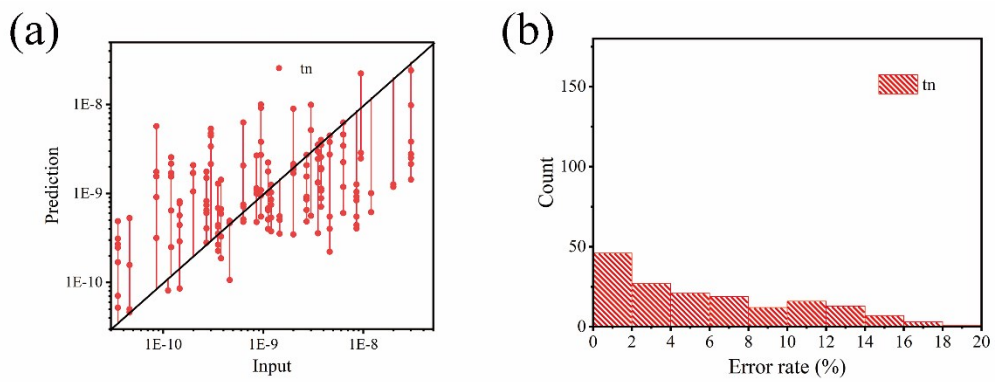 (a)
tn
1E-8
1E-9
1E-10
Prediction
1E-10 1E-9 1E-8
Input
(b)
tn
150
100
50
0
Count
0 2 4 6 8 10 12 14 16 18 20
Error rate (%)